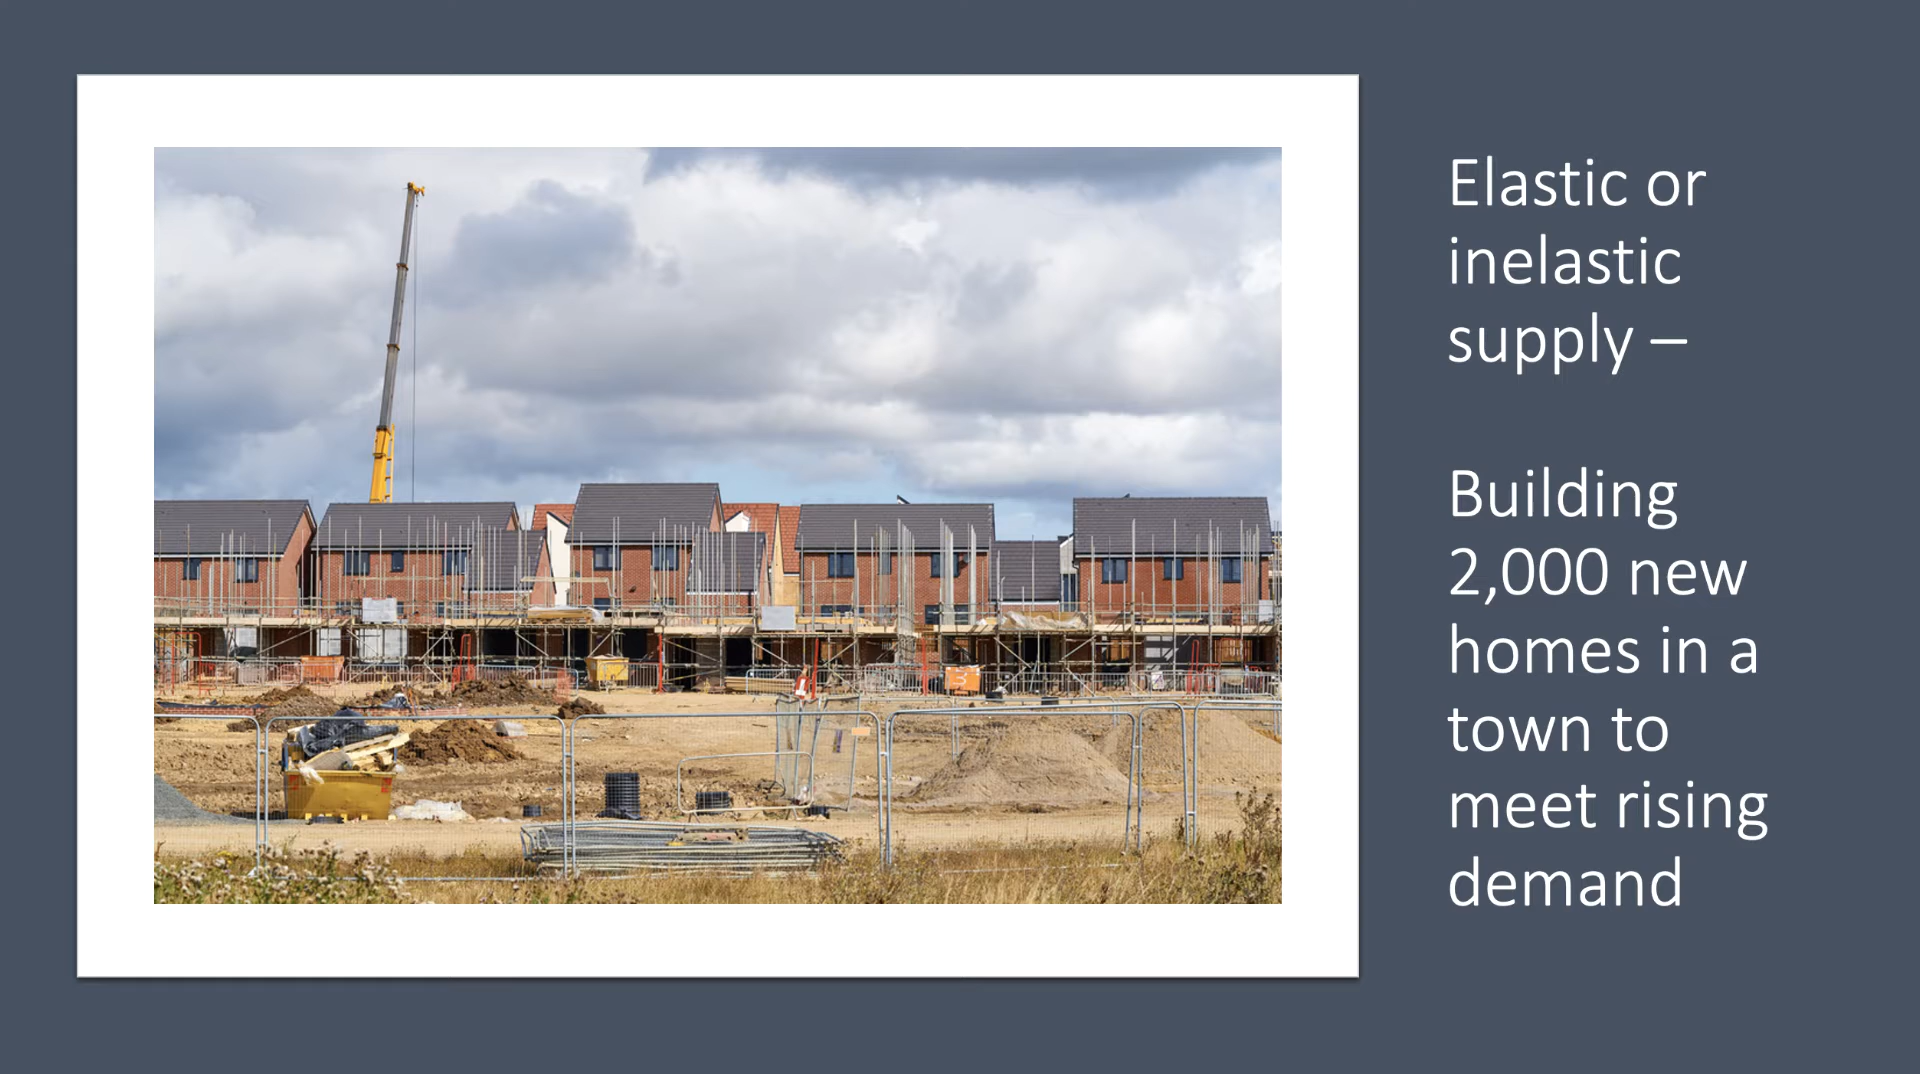 Elastic or
inelastic
supply –
Building
2,000 new
homes in a
town to
meet rising
demand